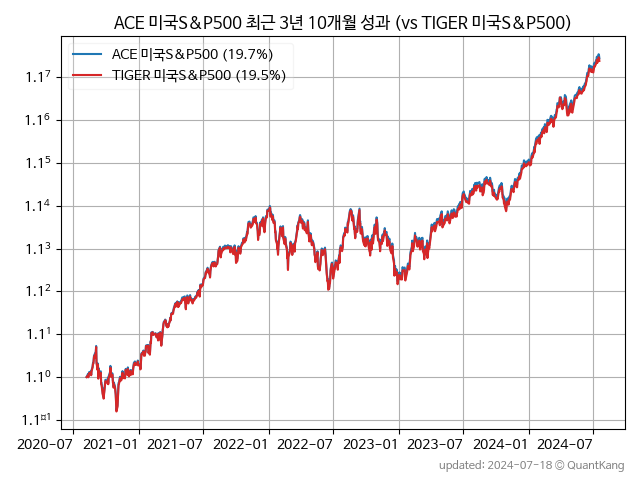 ACE 미국S&P500 최근 3년 10개월 성과 (vs TIGER 미국S&P500)
ACE 미국S&P500 (19.7%)
TIGER 미국S&P500 (19.5%)
1.1⁷
1.1⁶
1.1⁵
1.1⁴
1.1³
1.1²
1.1¹
1.1⁰
1.1¤¹
2020-07 2021-01 2021-07 2022-01 2022-07 2023-01 2023-07 2024-01 2024-07
updated: 2024-07-18 © QuantKang